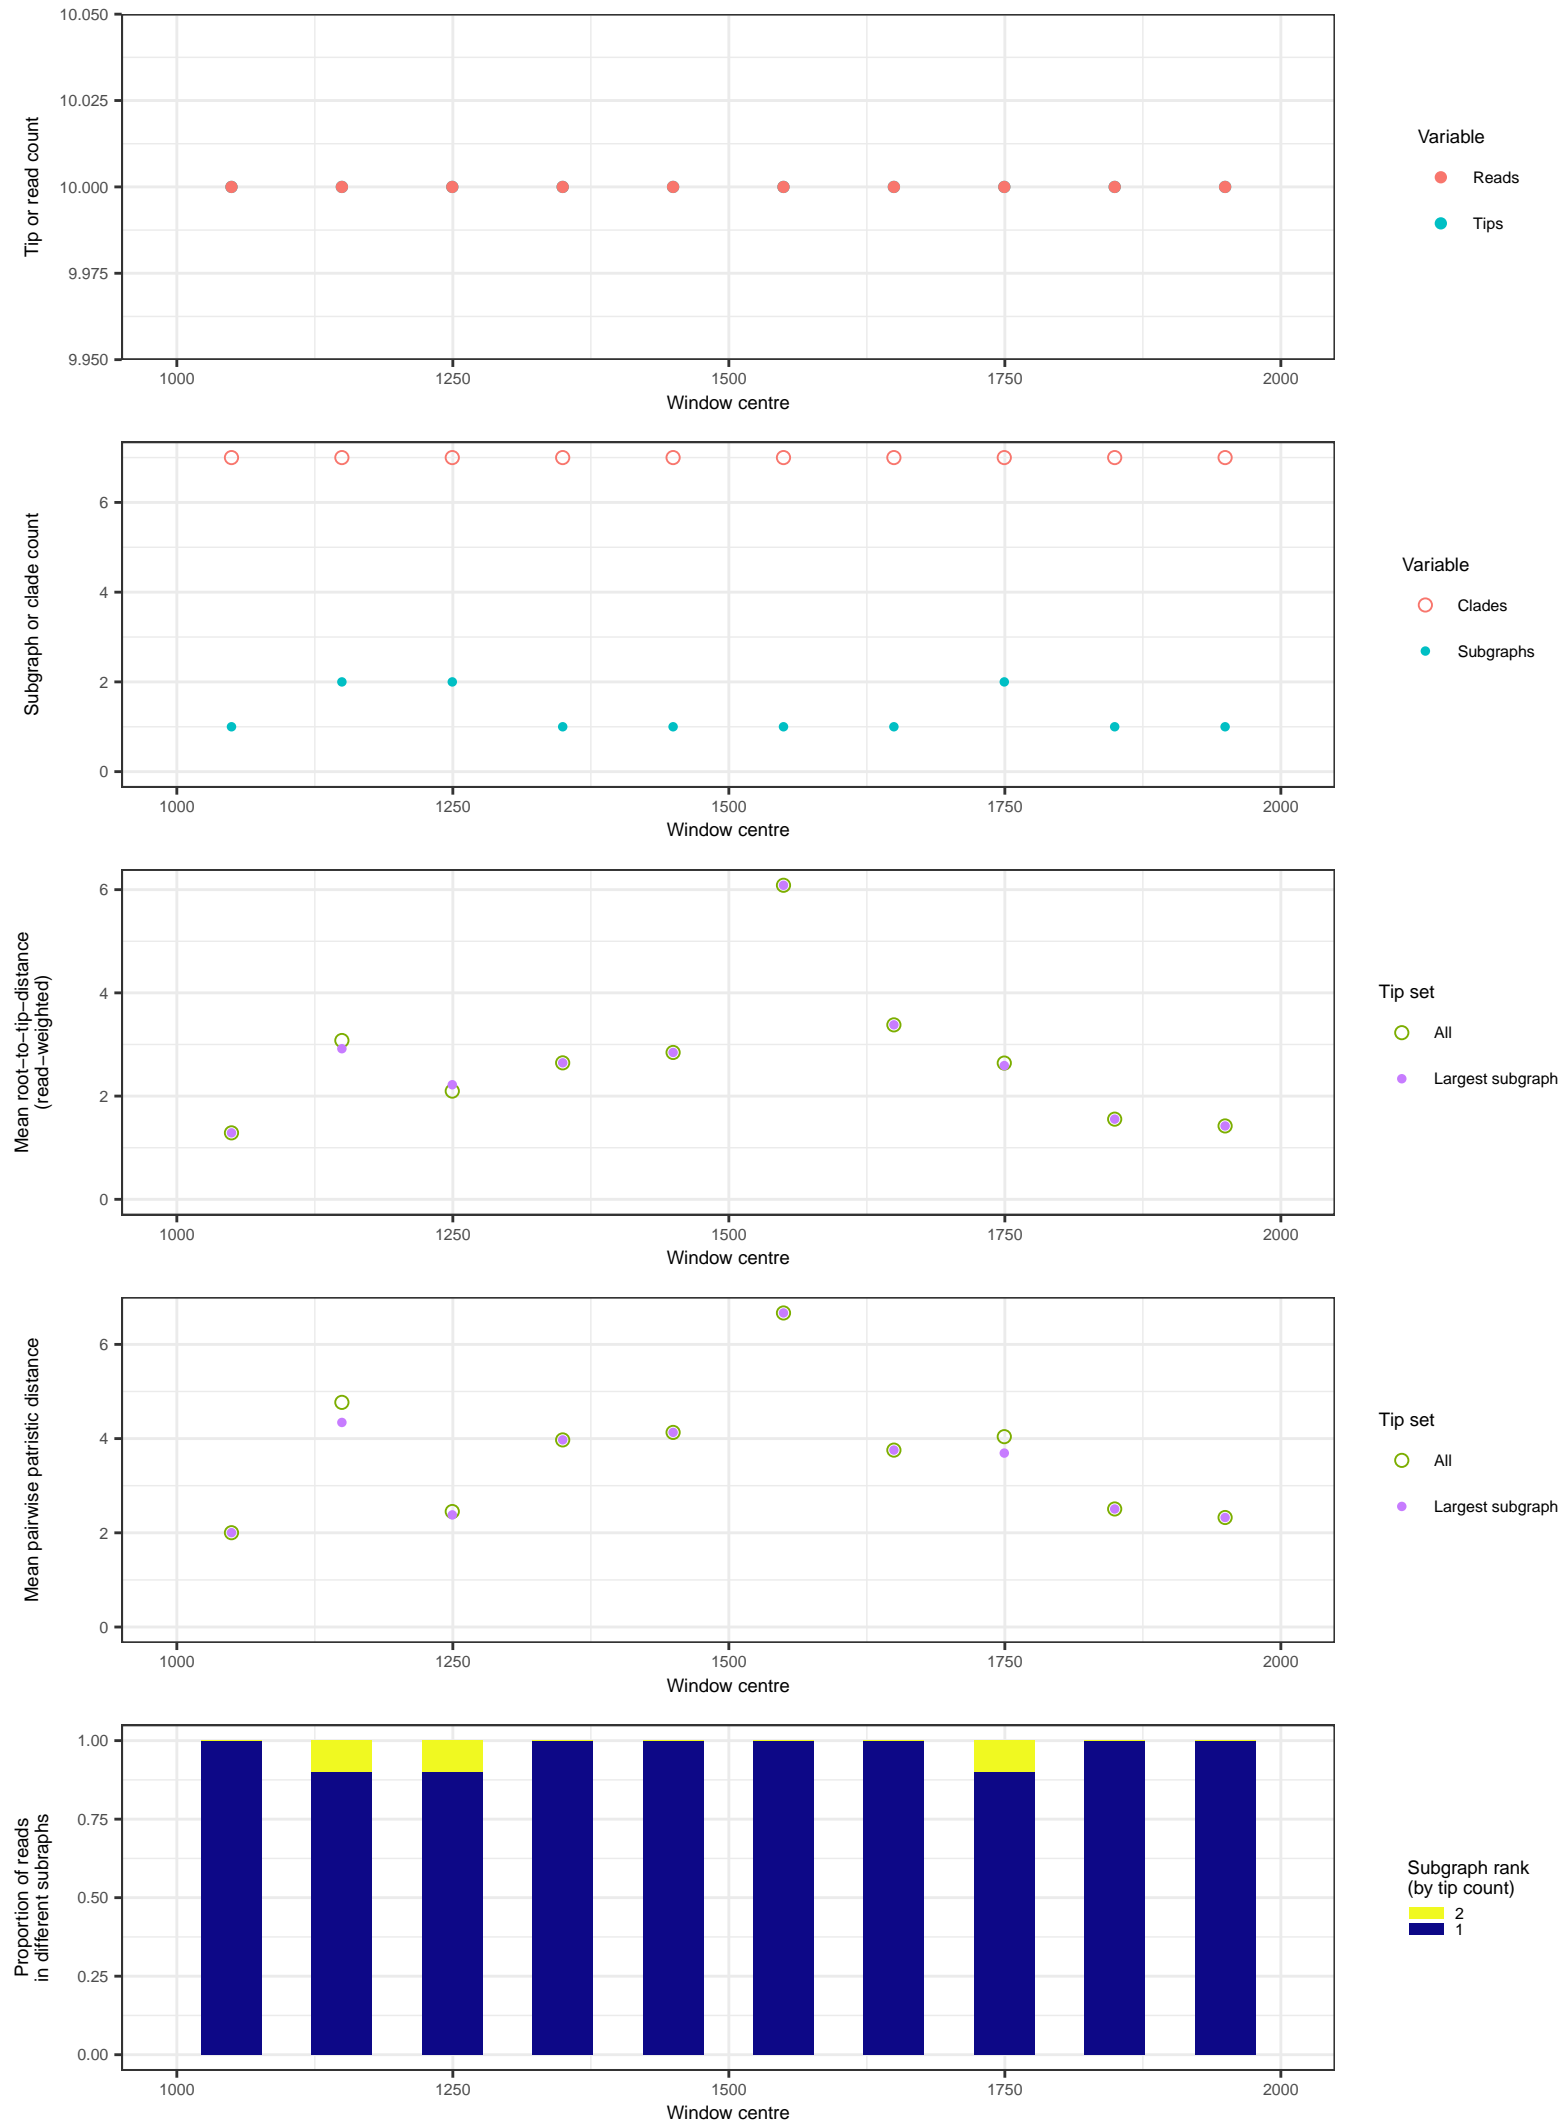 10.050
10.025
10.000
9.975
9.950
Tip or read count
1000
1250
1500
1750
2000
Window centre
Variable
Reads
Tips
6
4
2
0
Subgraph or clade count
1000
1250
1500
1750
2000
Window centre
Variable
Clades
Subgraphs
6
4
2
0
Mean root−to−tip−distance
(read−weighted)
1000
1250
1500
1750
2000
Window centre
Tip set
All
Largest subgraph
6
4
2
0
Mean pairwise patristic distance
1000
1250
1500
1750
2000
Window centre
Tip set
All
Largest subgraph
1.00
0.75
0.50
0.25
0.00
Proportion of reads
in different subraphs
1000
1250
1500
1750
2000
Window centre
Subgraph rank
(by tip count)
2
1